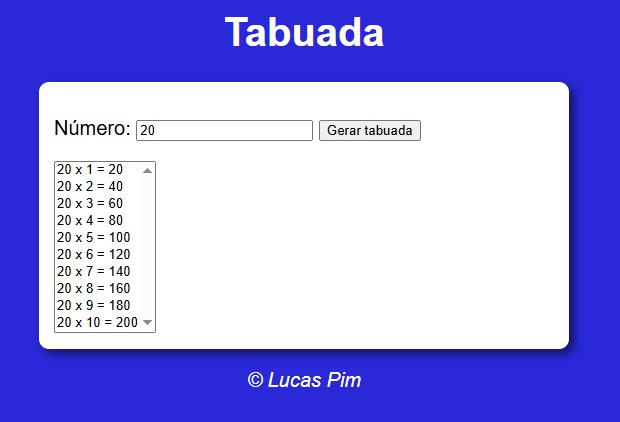 Tabuada
Número: 20 Gerar tabuada
20 x 1 = 20
20 x 2 = 40
20 x 3 = 60
20 x 4 = 80
20 x 5 = 100
20 x 6 = 120
20 x 7 = 140
20 x 8 = 160
20 x 9 = 180
20 x 10 = 200
© Lucas Pim